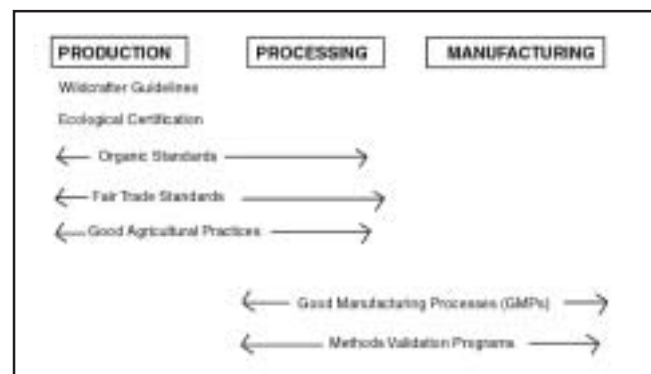 PRODUCTION PROCESSING MANUFACTURING
Wildcrafter Guidelines
Ecological Certification
Organic Standards
Fair Trade Standards
Good Agricultural Practices
Good Manufacturing Processes (GMPs)
Methods Validation Programs